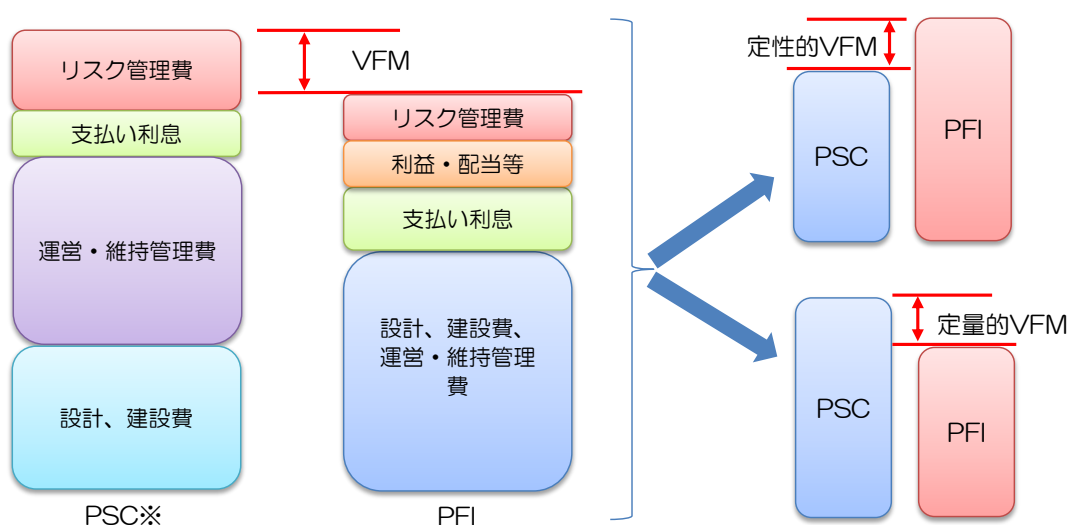 リスク管理費
支払い利息
運営・維持管理費
設計、建設費
PSC※
VFM
リスク管理費
利益・配当等
支払い利息
設計、建設費、
運営・維持管理
費
PFI
定性的VFM
PSC
PFI
定量的VFM
PSC
PFI